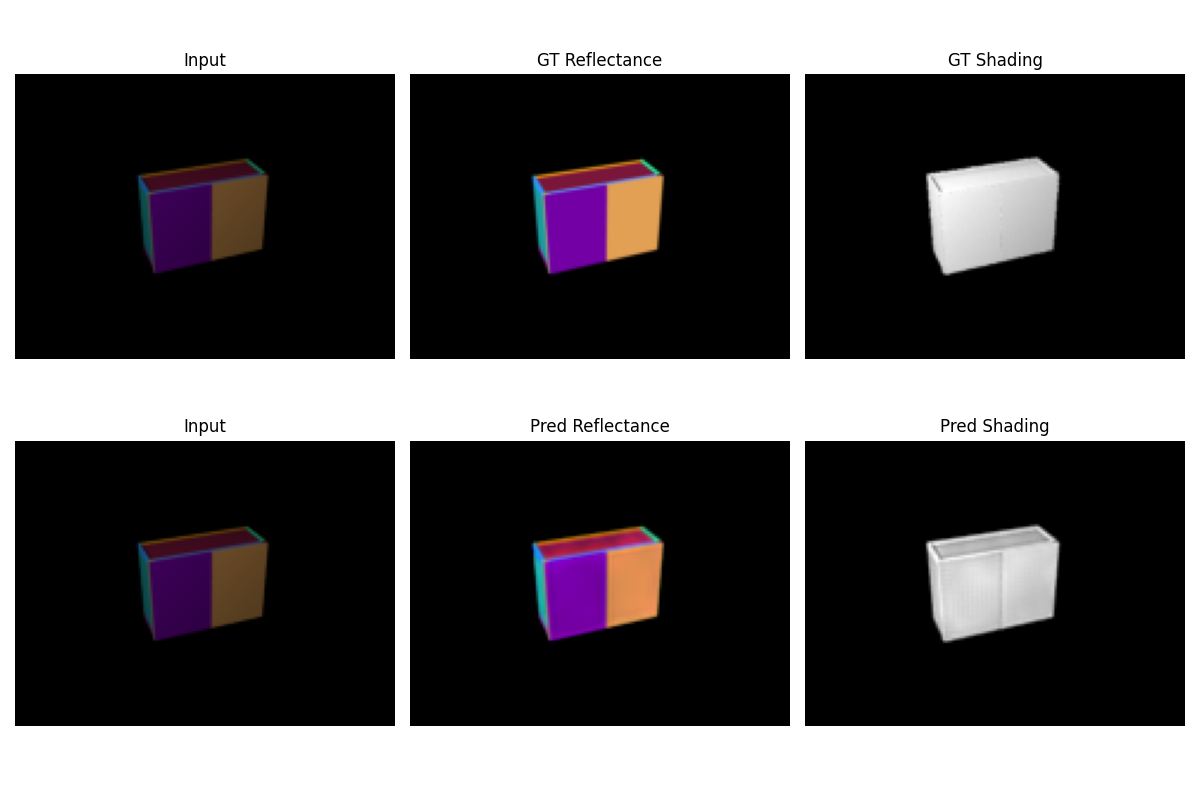 Input
GT Reflectance
GT Shading
Input
Pred Reflectance
Pred Shading